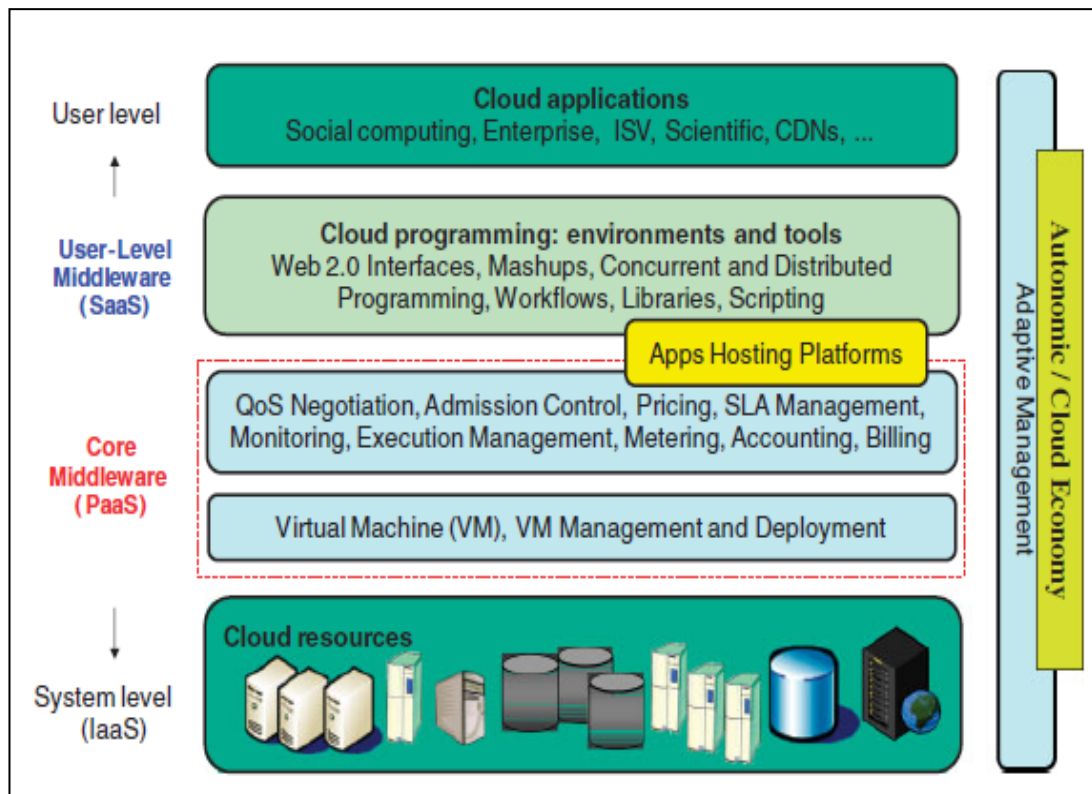 User level
Cloud applications
Social computing, Enterprise, ISV, Scientific, CDNs, ...
User-Level
Middleware
(SaaS)
Cloud programming: environments and tools
Web 2.0 Interfaces, Mashups, Concurrent and Distributed
Programming, Workflows, Libraries, Scripting
Apps Hosting Platforms
Core
Middleware
(PaaS)
QoS Negotiation, Admission Control, Pricing, SLA Management,
Monitoring, Execution Management, Metering, Accounting, Billing
Virtual Machine (VM), VM Management and Deployment
System level
(IaaS)
Cloud resources
Adaptive Management
Autonomic / Cloud Economy